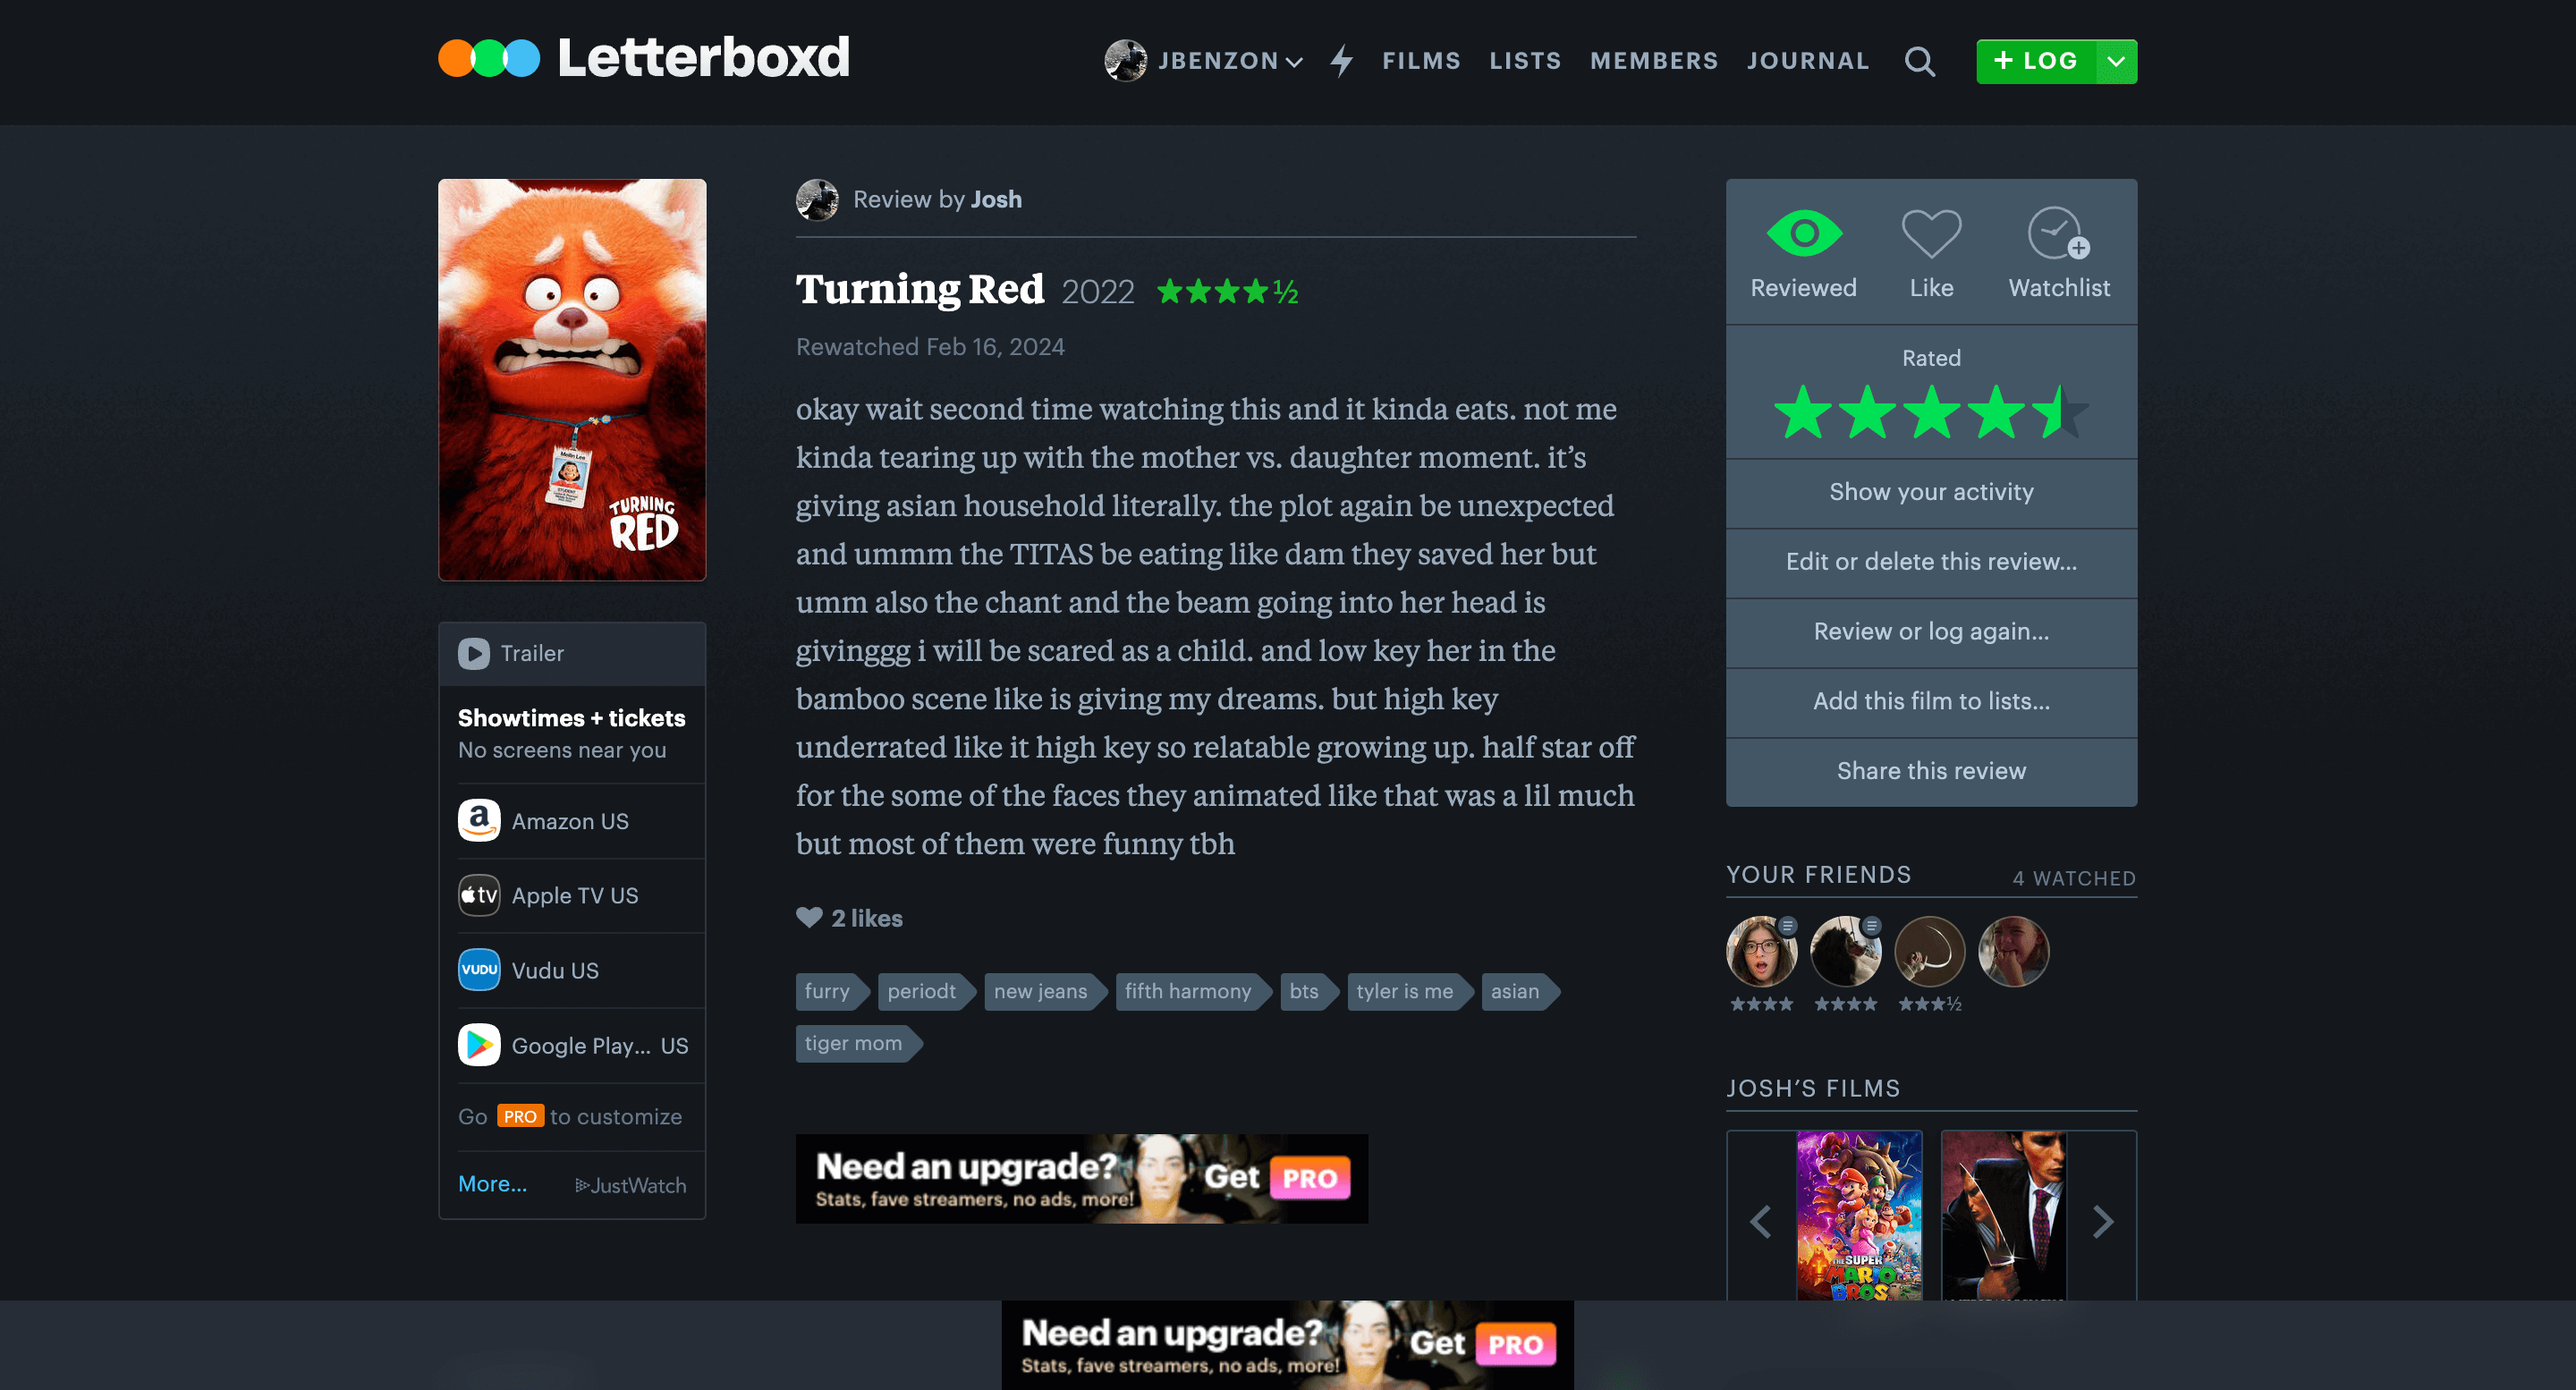 Letterboxd
JBENZON
FILMS
LISTS
MEMBERS
JOURNAL
+ LOG
Meilin Lee
STUDENT
TURNING
RED
Trailer
Showtimes + tickets
No screens near you
a
Amazon US
tv
Apple TV US
VUDU
Vudu US
Google Play... US
Go PRO to customize
More...
JustWatch
Review by Josh
Turning Red 2022 ★★★★½
Rewatched Feb 16, 2024
okay wait second time watching this and it kinda eats. not me
kinda tearing up with the mother vs. daughter moment. it’s
giving asian household literally. the plot again be unexpected
and ummm the TITAS be eating like dam they saved her but
umm also the chant and the beam going into her head is
givinggg i will be scared as a child. and low key her in the
bamboo scene like is giving my dreams. but high key
underrated like it high key so relatable growing up. half star off
for the some of the faces they animated like that was a lil much
but most of them were funny tbh
2 likes
furry
periodt
new jeans
fifth harmony
bts
tyler is me
asian
tiger mom
Need an upgrade?
Stats, fave streamers, no ads, more!
Get PRO
Reviewed
Like
Watchlist
Rated
Show your activity
Edit or delete this review...
Review or log again...
Add this film to lists...
Share this review
YOUR FRIENDS
4 WATCHED
★★★★
★★★★
★★★½
JOSH’S FILMS
THE SUPER
MARIO
BROS
Need an upgrade?
Stats, fave streamers, no ads, more!
Get PRO